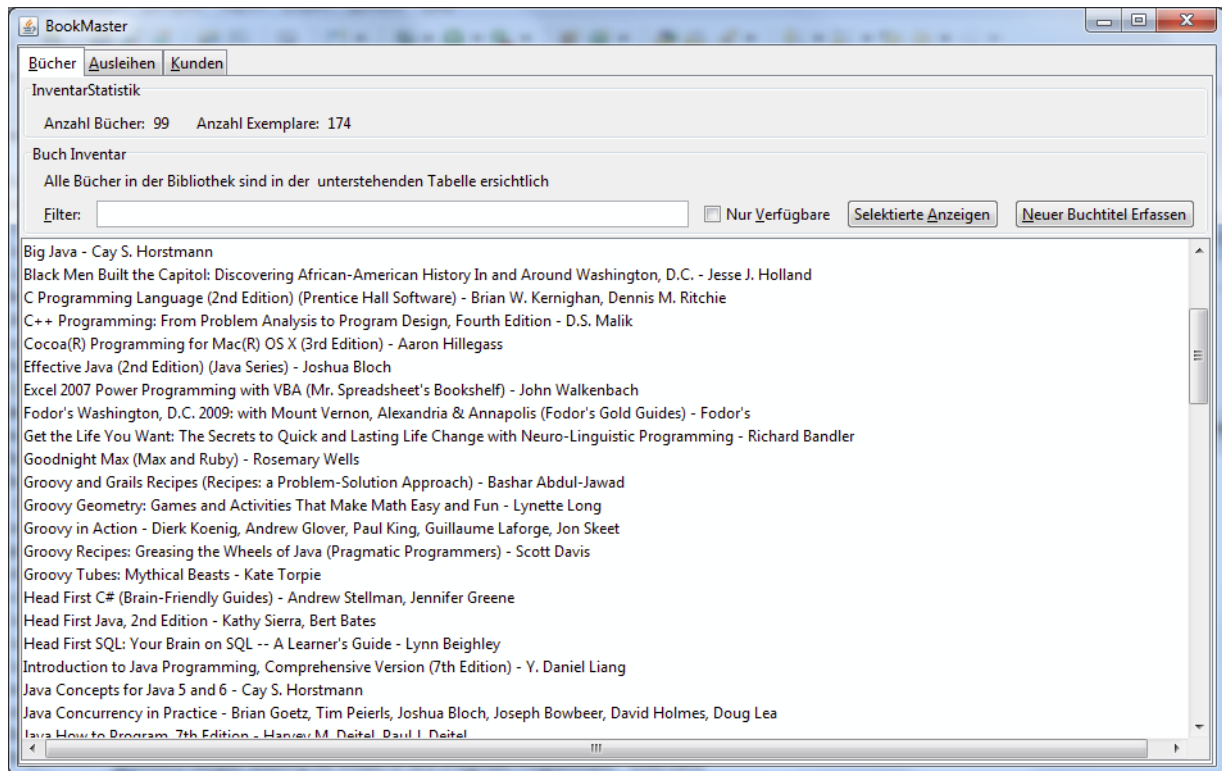 BookMaster
Bücher Ausleihen Kunden
InventarStatistik
Anzahl Bücher: 99 Anzahl Exemplare: 174
Buch Inventar
Alle Bücher in der Bibliothek sind in der unterstehenden Tabelle ersichtlich
Filter: Nur Verfügbare Selektierte Anzeigen Neuer Buchtitel Erfassen
Big Java - Cay S. Horstmann
Black Men Built the Capitol: Discovering African-American History In and Around Washington, D.C. - Jesse J. Holland
C Programming Language (2nd Edition) (Prentice Hall Software) - Brian W. Kernighan, Dennis M. Ritchie
C++ Programming: From Problem Analysis to Program Design, Fourth Edition - D.S. Malik
Cocoa(R) Programming for Mac(R) OS X (3rd Edition) - Aaron Hillegass
Effective Java (2nd Edition) (Java Series) - Joshua Bloch
Excel 2007 Power Programming with VBA (Mr. Spreadsheet's Bookshelf) - John Walkenbach
Fodor's Washington, D.C. 2009: with Mount Vernon, Alexandria & Annapolis (Fodor's Gold Guides) - Fodor's
Get the Life You Want: The Secrets to Quick and Lasting Life Change with Neuro-Linguistic Programming - Richard Bandler
Goodnight Max (Max and Ruby) - Rosemary Wells
Groovy and Grails Recipes (Recipes: a Problem-Solution Approach) - Bashar Abdul-Jawad
Groovy Geometry: Games and Activities That Make Math Easy and Fun - Lynette Long
Groovy in Action - Dierk Koenig, Andrew Glover, Paul King, Guillaume Laforge, Jon Skeet
Groovy Recipes: Greasing the Wheels of Java (Pragmatic Programmers) - Scott Davis
Groovy Tubes: Mythical Beasts - Kate Torpie
Head First C# (Brain-Friendly Guides) - Andrew Stellman, Jennifer Greene
Head First Java, 2nd Edition - Kathy Sierra, Bert Bates
Head First SQL: Your Brain on SQL -- A Learner's Guide - Lynn Beighley
Introduction to Java Programming, Comprehensive Version (7th Edition) - Y. Daniel Liang
Java Concepts for Java 5 and 6 - Cay S. Horstmann
Java Concurrency in Practice - Brian Goetz, Tim Peierls, Joshua Bloch, Joseph Bowbeer, David Holmes, Doug Lea
Java How to Program, 7th Edition - Harvey M. Deitel, Paul J. Deitel